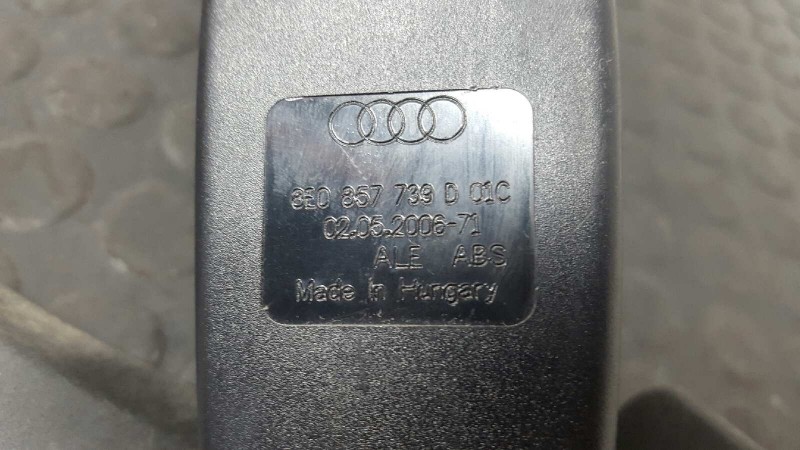 8E0 857 739 D 01C
02.05.2006-71
ALE ABS
Made in Hungary